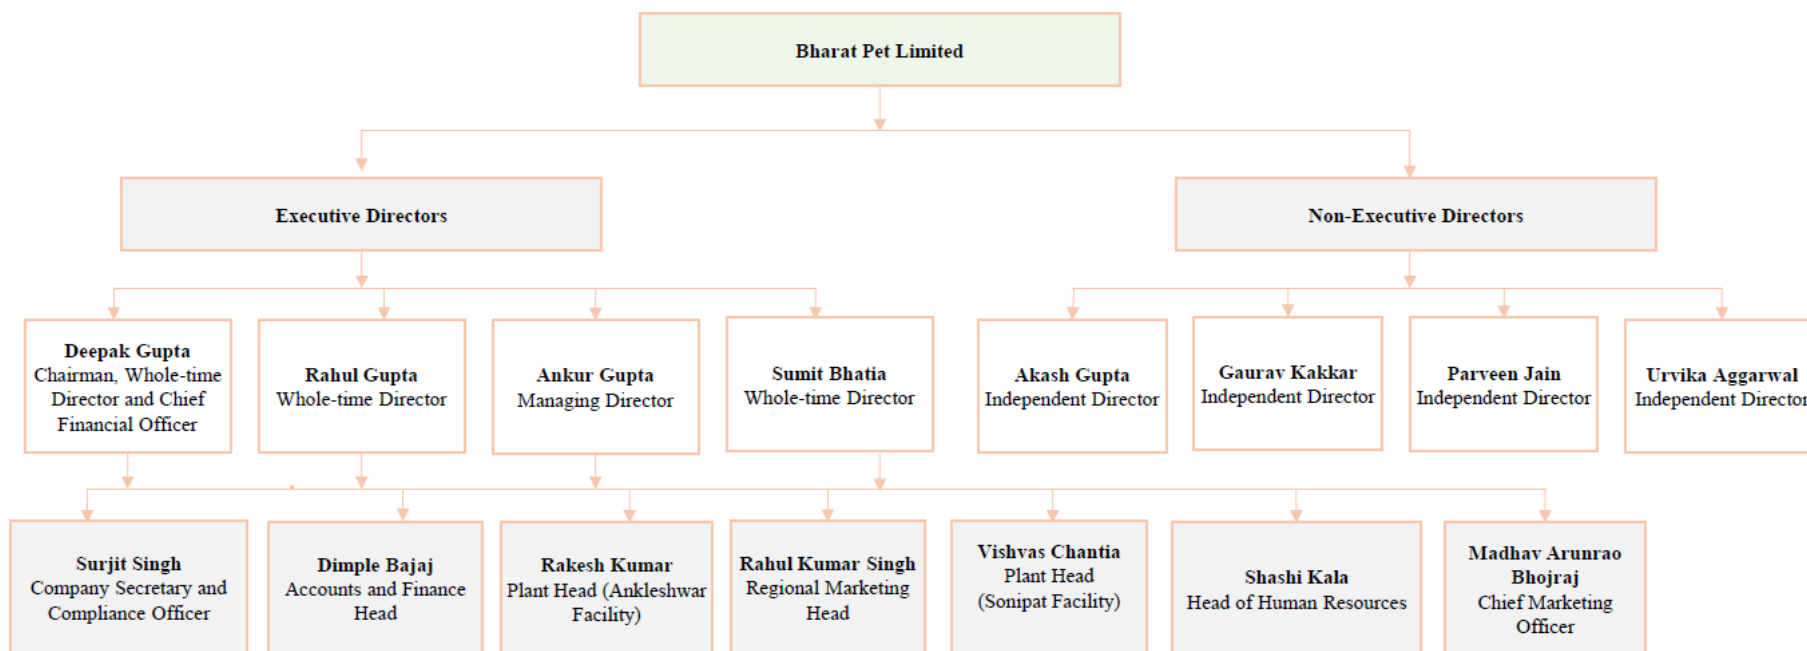 Bharat Pet Limited
Executive Directors
Non-Executive Directors
Deepak Gupta
Chairman, Whole-time
Director and Chief
Financial Officer
Rahul Gupta
Whole-time Director
Ankur Gupta
Managing Director
Sumit Bhatia
Whole-time Director
Akash Gupta
Independent Director
Gaurav Kakkar
Independent Director
Parveen Jain
Independent Director
Urvika Aggarwal
Independent Director
Surjit Singh
Company Secretary and
Compliance Officer
Dimple Bajaj
Accounts and Finance
Head
Rakesh Kumar
Plant Head (Ankleshwar
Facility)
Rahul Kumar Singh
Regional Marketing
Head
Vishvas Chantia
Plant Head
(Sonipat Facility)
Shashi Kala
Head of Human Resources
Madhav Arunrao
Bhojraj
Chief Marketing
Officer